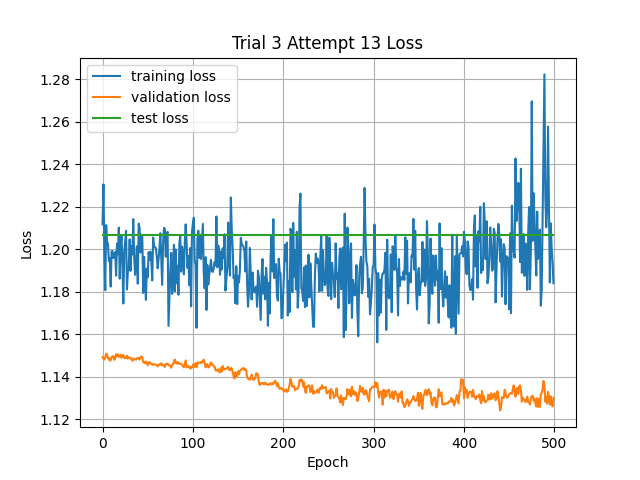 Trial 3 Attempt 13 Loss
training loss
validation loss
test loss
1.28
1.26
1.24
1.22
1.20
1.18
1.16
1.14
1.12
Loss
0
100
200
300
400
500
Epoch